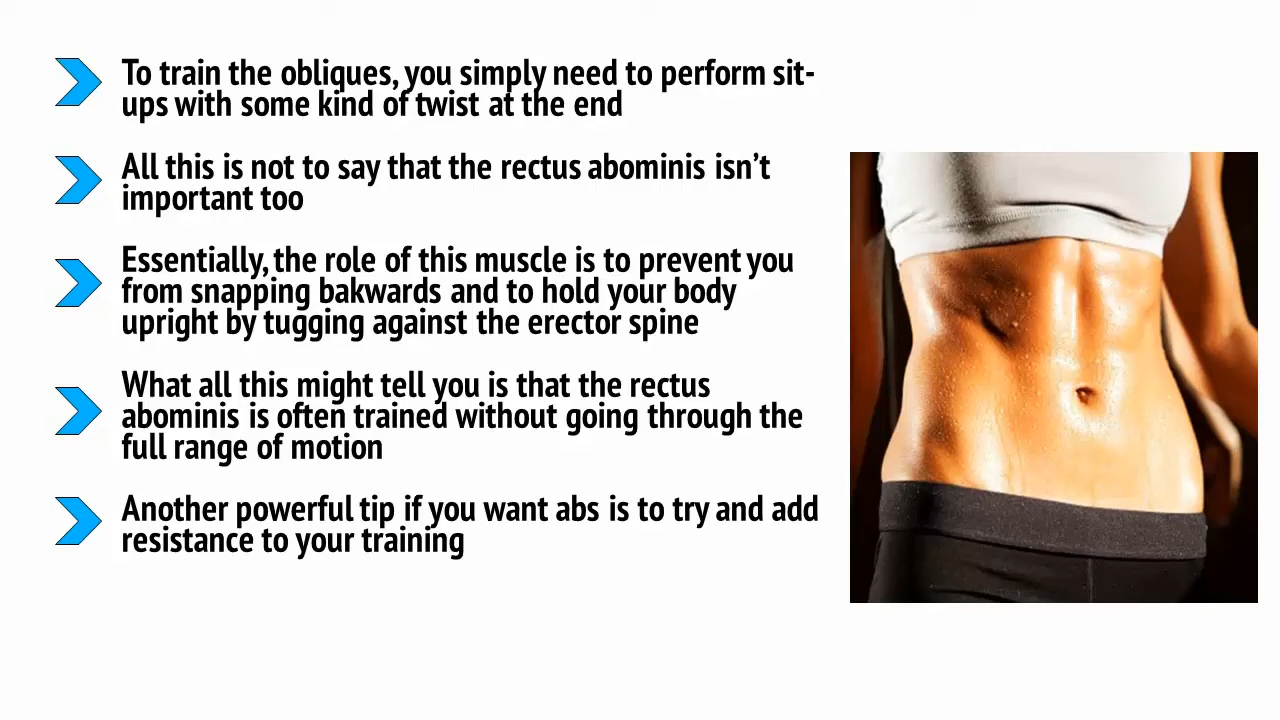 To train the obliques, you simply need to perform sit-
ups with some kind of twist at the end
All this is not to say that the rectus abominis isn’t
important too
Essentially, the role of this muscle is to prevent you
from snapping bakwards and to hold your body
upright by tugging against the erector spine
What all this might tell you is that the rectus
abominis is often trained without going through the
full range of motion
Another powerful tip if you want abs is to try and add
resistance to your training